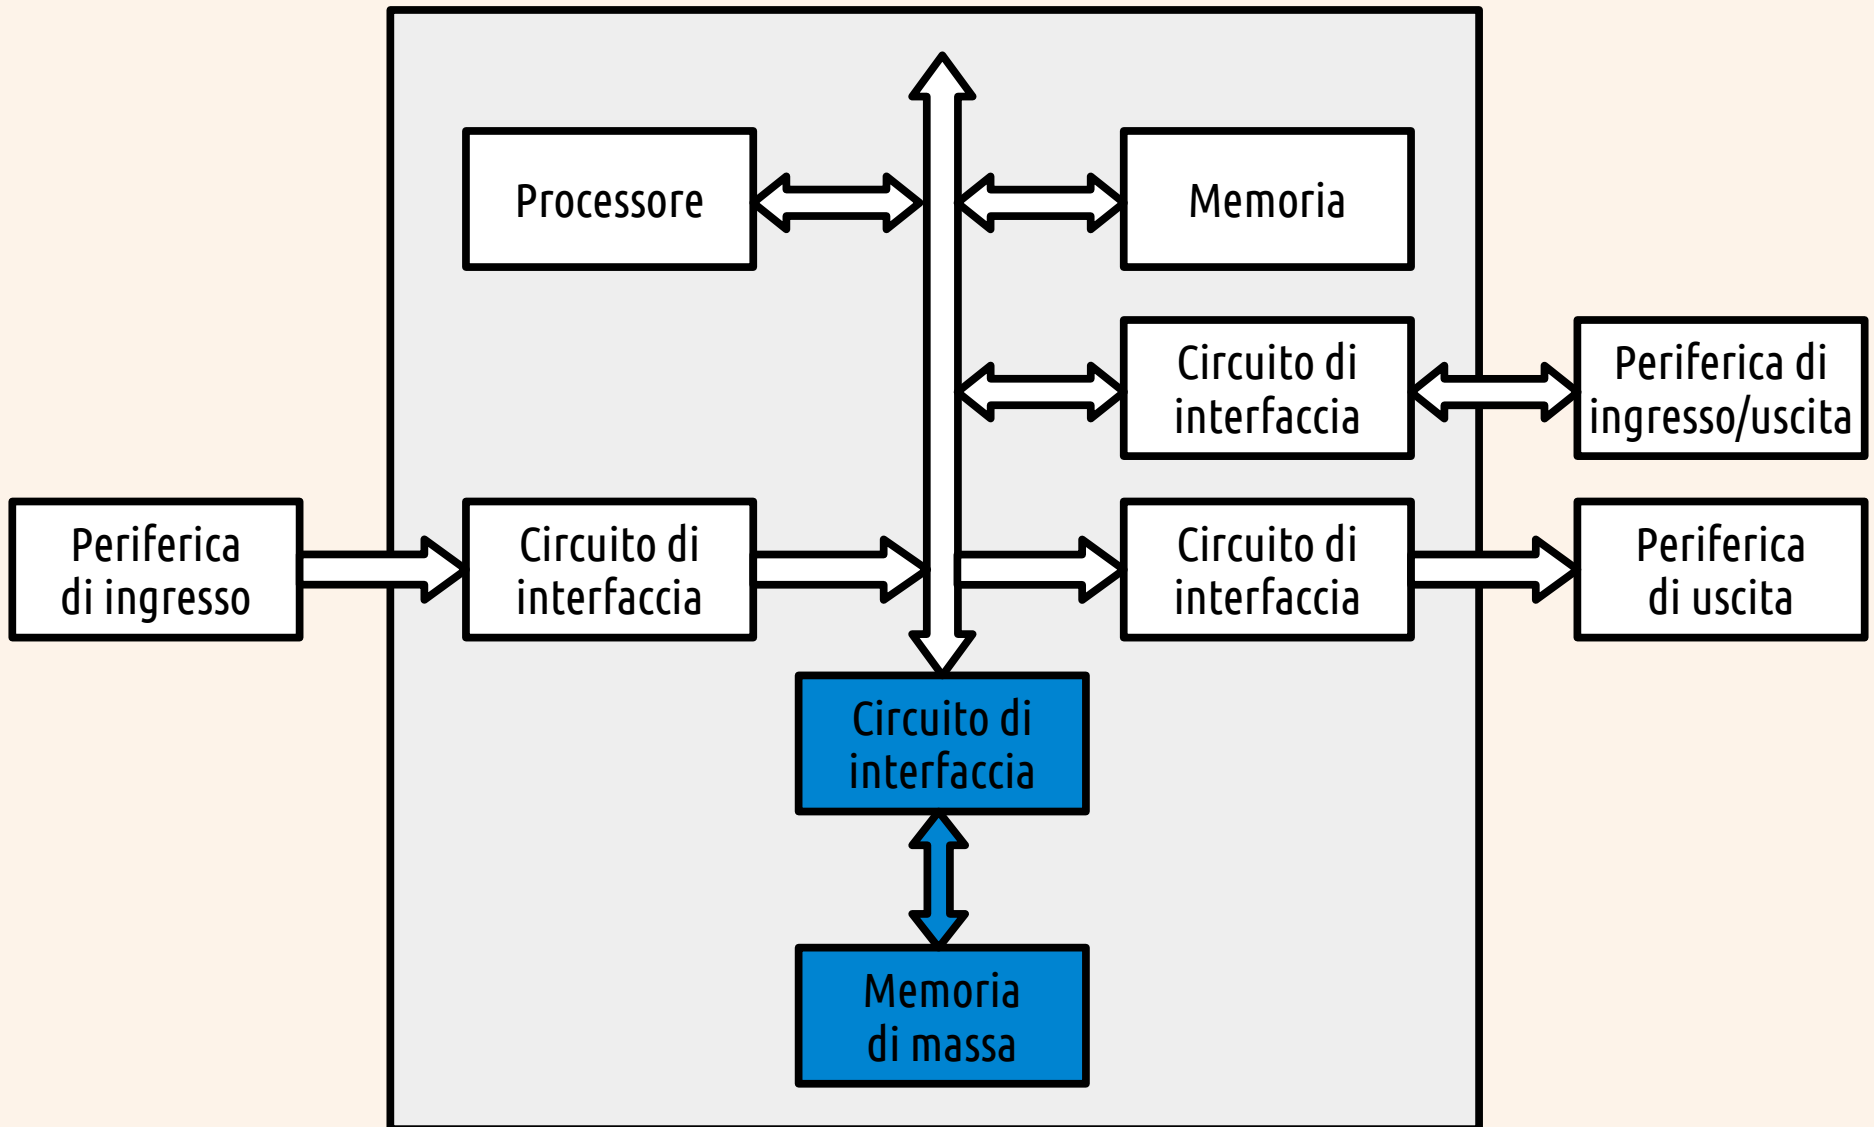 Processore
Memoria
Circuito di
interfaccia
Periferica di
ingresso/uscita
Periferica
di ingresso
Circuito di
interfaccia
Circuito di
interfaccia
Periferica
di uscita
Circuito di
interfaccia
Memoria
di massa